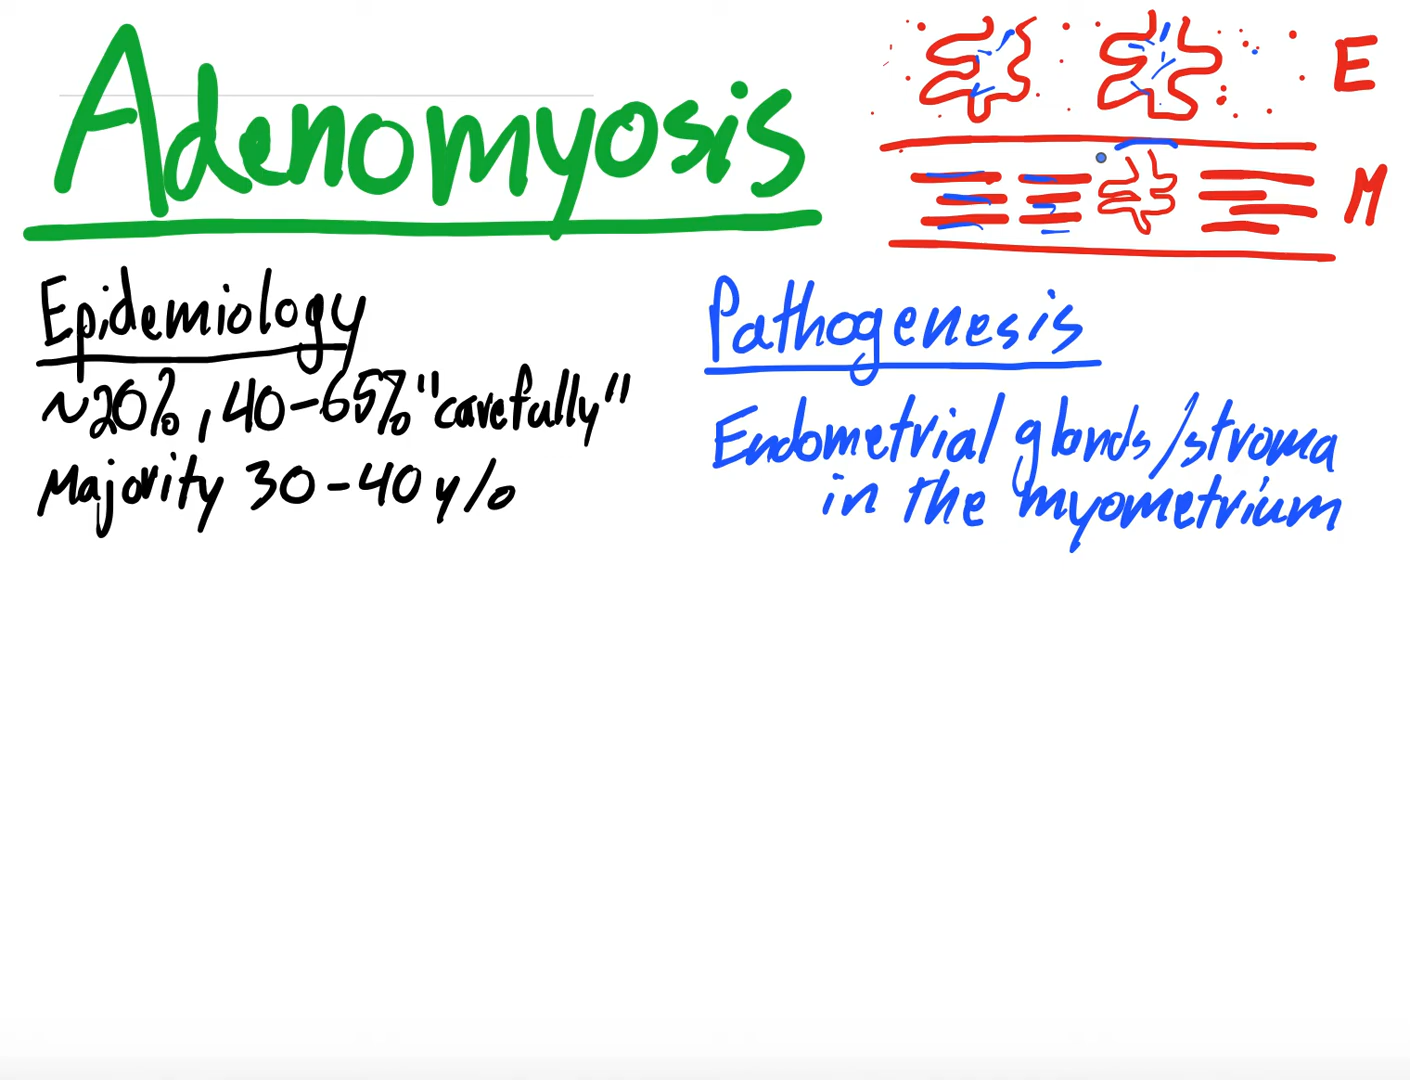 Adenomyosis
E
M
Epidemiology
~20%, 40-65% "carefully"
Majority 30-40 y/o
Pathogenesis
Endometrial glands/stroma
in the myometrium